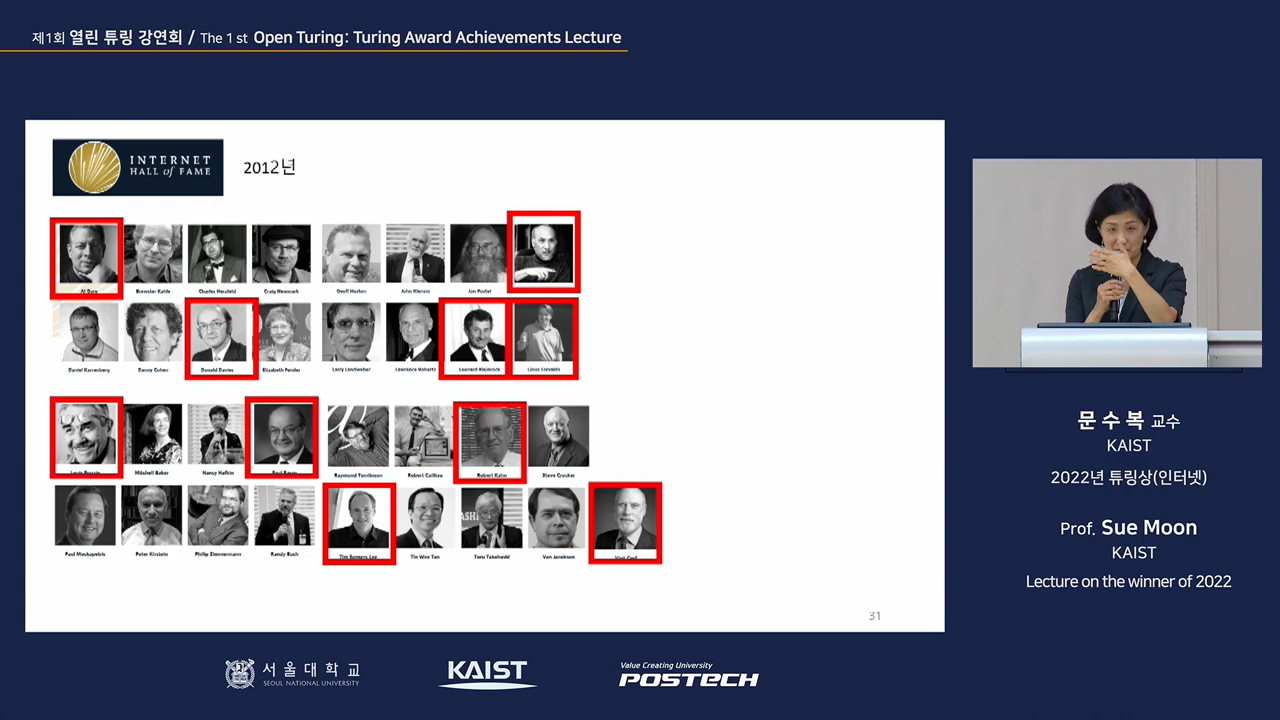 제1회 열린 튜링 강연회 / The 1 st Open Turing: Turing Award Achievements Lecture
INTERNET
HALL of FAME
2012년
Al Gore
Brewster Kahle
Charles Herzfeld
Craig Newmark
Geoff Huston
John Klensin
Jon Postel
Daniel Karrenberg
Danny Cohen
Donald Davies
Elizabeth Feinler
Larry Landweber
Lawrence Roberts
Leonard Kleinrock
Linus Torvalds
Louis Pouzin
Mitchell Baker
Nancy Hafkin
Paul Baran
Raymond Tomlinson
Robert Cailliau
Robert Kahn
Steve Crocker
Paul Mockapetris
Peter Kirstein
Philip Zimmermann
Randy Bush
Tim Berners Lee
Tin Wee Tan
Toru Takahashi
Van Jacobson
Vint Cerf
31
문 수 복 교수
KAIST
2022년 튜링상(인터넷)
Prof. Sue Moon
KAIST
Lecture on the winner of 2022
서울대학교
SEOUL NATIONAL UNIVERSITY
KAIST
Value Creating University
POSTECH